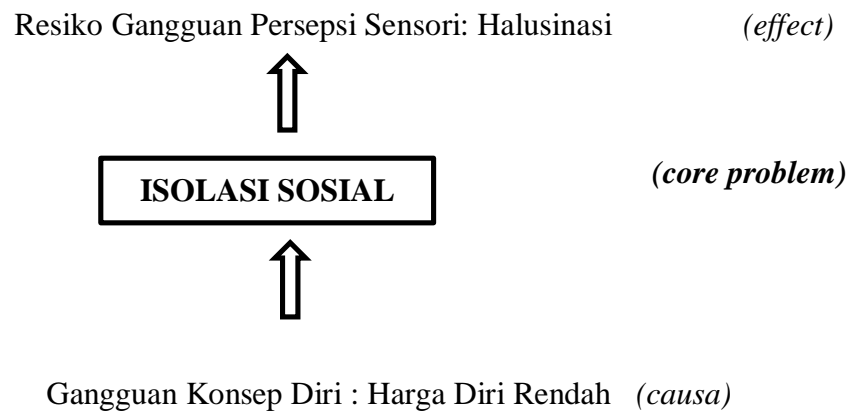 Resiko Gangguan Persepsi Sensori: Halusinasi (effect)
ISOLASI SOSIAL (core problem)
Gangguan Konsep Diri : Harga Diri Rendah (causa)